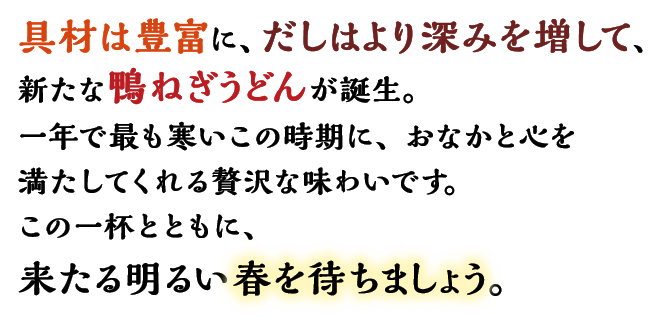 具材は豊富に、だしはより深みを増して、
新たな鴨ねぎうどんが誕生。
一年で最も寒いこの時期に、おなかと心を
満たしてくれる贅沢な味わいです。
この一杯とともに、
来たる明るい春を待ちましょう。